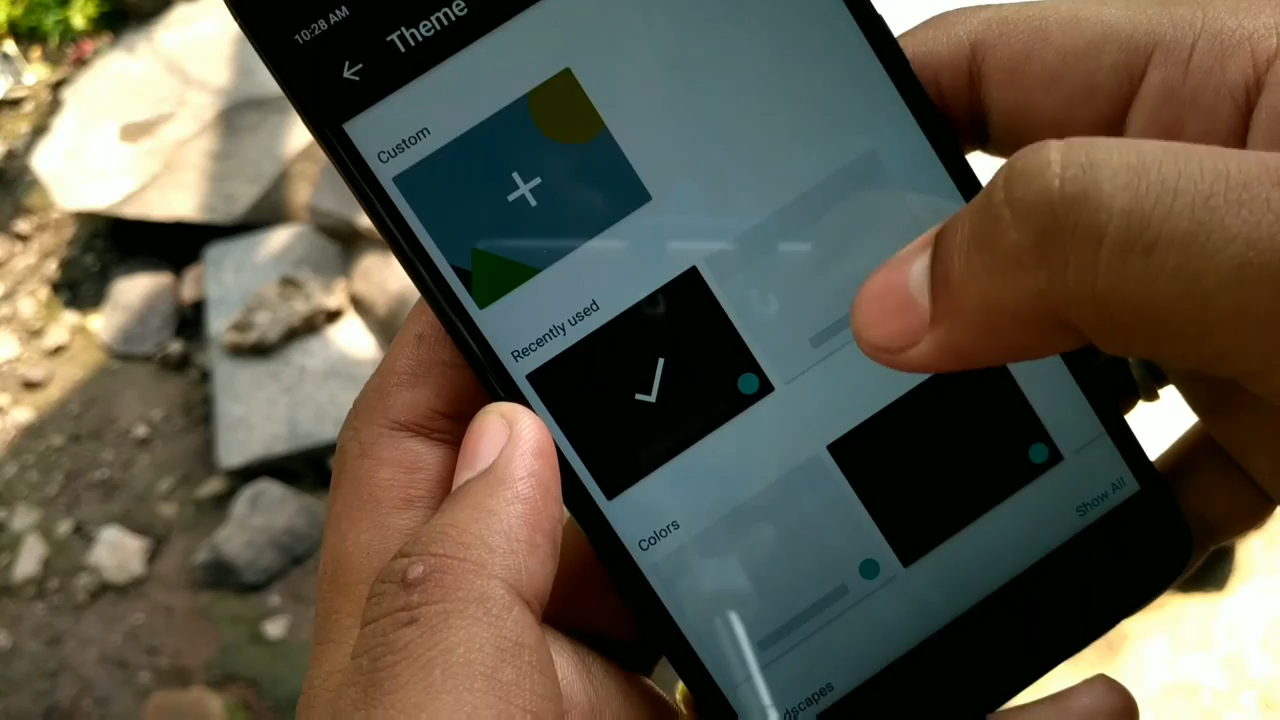 10:28 AM
Theme
Custom
Recently used
Colors
Show All